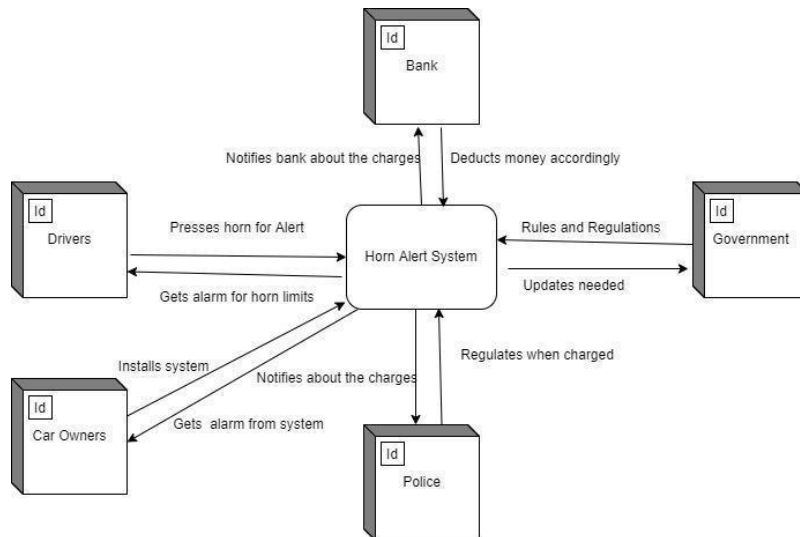 Id
Bank
Notifies bank about the charges
Deducts money accordingly
Id
Drivers
Presses horn for Alert
Gets alarm for horn limits
Horn Alert System
Rules and Regulations
Updates needed
Id
Government
Installs system
Notifies about the charges
Regulates when charged
Gets  alarm from system
Id
Car Owners
Id
Police